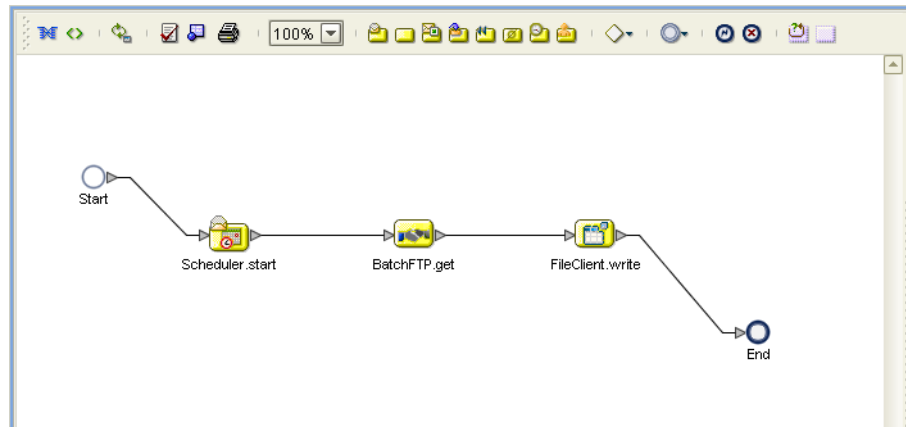 100%
Start
Scheduler.start
BatchFTP.get
FileClient.write
End